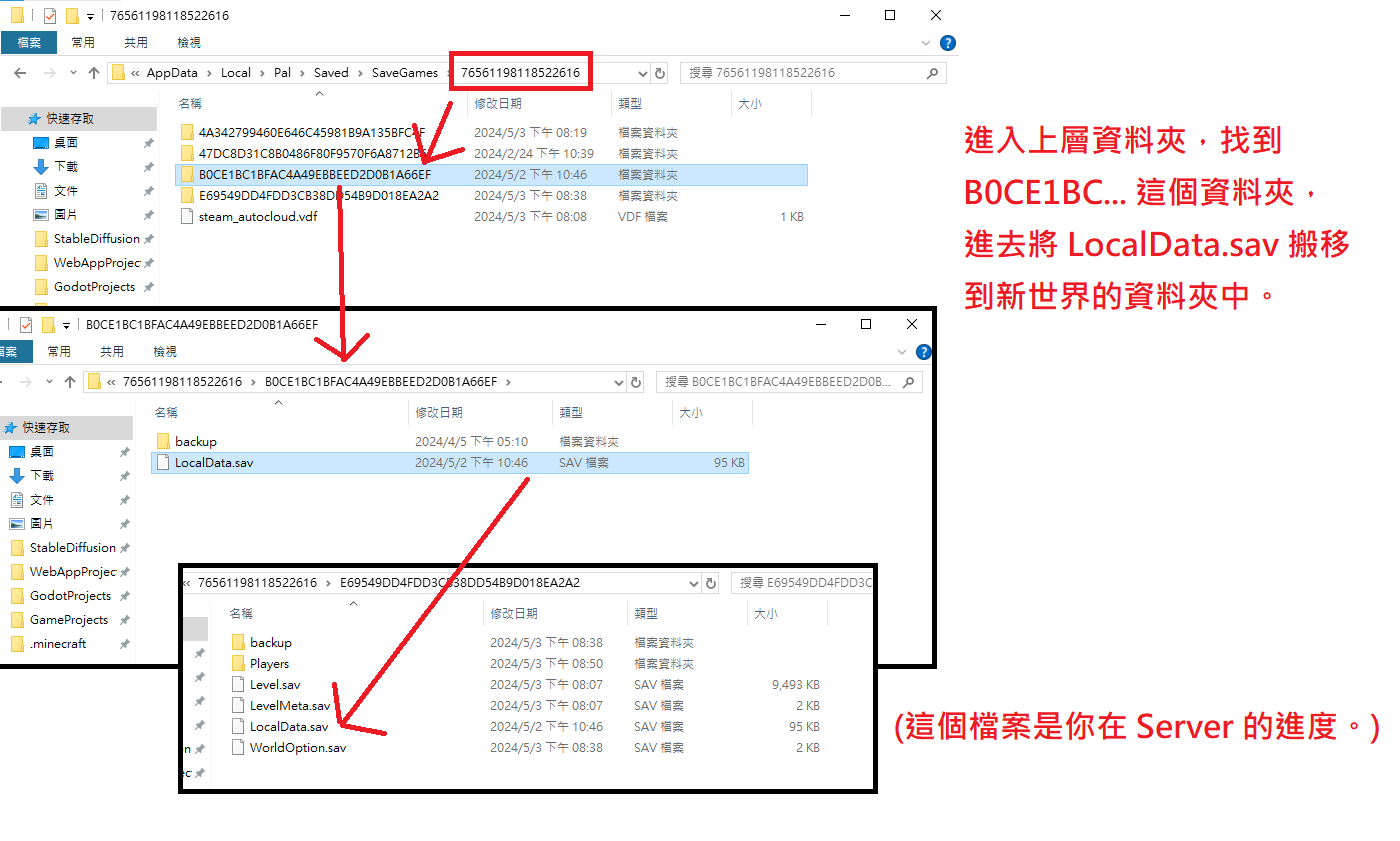 76561198118522616
檔案 常用 共用 檢視
« AppData › Local › Pal › Saved › SaveGames › 76561198118522616
搜尋 76561198118522616
名稱 修改日期 類型 大小
快速存取
桌面
下載
文件
圖片
StableDiffusion
WebAppProjec
GodotProjects
4A342799460E646C45981B9A135BFC4F 2024/5/3 下午 08:19 檔案資料夾
2024/2/24 下午 10:39 檔案資料夾
B0CE1BC1BFAC4A49EBBEED2D0B1A66EF 2024/5/2 下午 10:46 檔案資料夾
E69549DD4FDD3CB38DD54B9D018EA2A2 2024/5/3 下午 08:38 檔案資料夾
steam_autocloud.vdf 2024/5/3 下午 08:08 VDF 檔案 1 KB
進入上層資料夾，找到
B0CE1BC... 這個資料夾，
進去將 LocalData.sav 搬移
到新世界的資料夾中。
B0CE1BC1BFAC4A49EBBEED2D0B1A66EF
檔案 常用 共用 檢視
« 76561198118522616 › B0CE1BC1BFAC4A49EBBEED2D0B1A66EF ›
搜尋 B0CE1BC1BFAC4A49EBBEED2D0B...
名稱 修改日期 類型 大小
快速存取
桌面
下載
文件
圖片
StableDiffusion
WebAppProjec
GodotProjects
GameProjects
.minecraft
backup 2024/4/5 下午 05:10 檔案資料夾
LocalData.sav 2024/5/2 下午 10:46 SAV 檔案 95 KB
« 76561198118522616 › E69549DD4FDD3CB38DD54B9D018EA2A2
搜尋 E69549DD4FDD3C
名稱 修改日期 類型 大小
backup 2024/5/3 下午 08:38 檔案資料夾
Players 2024/5/3 下午 08:50 檔案資料夾
Level.sav 2024/5/3 下午 08:07 SAV 檔案 9,493 KB
LevelMeta.sav 2024/5/3 下午 08:07 SAV 檔案 2 KB
LocalData.sav 2024/5/2 下午 10:46 SAV 檔案 95 KB
WorldOption.sav 2024/5/3 下午 08:38 SAV 檔案 2 KB
(這個檔案是你在 Server 的進度。)